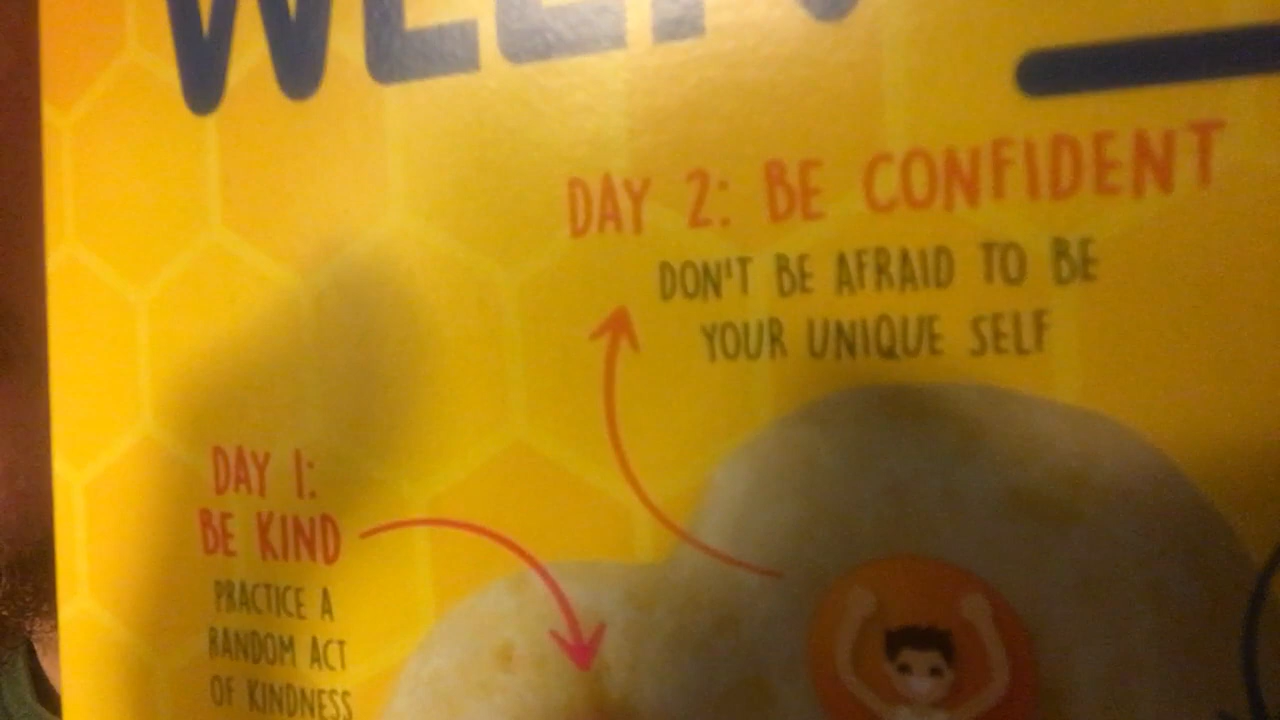 DAY 2: BE CONFIDENT
DON'T BE AFRAID TO BE
YOUR UNIQUE SELF
DAY 1:
BE KIND
PRACTICE A
RANDOM ACT
OF KINDNESS